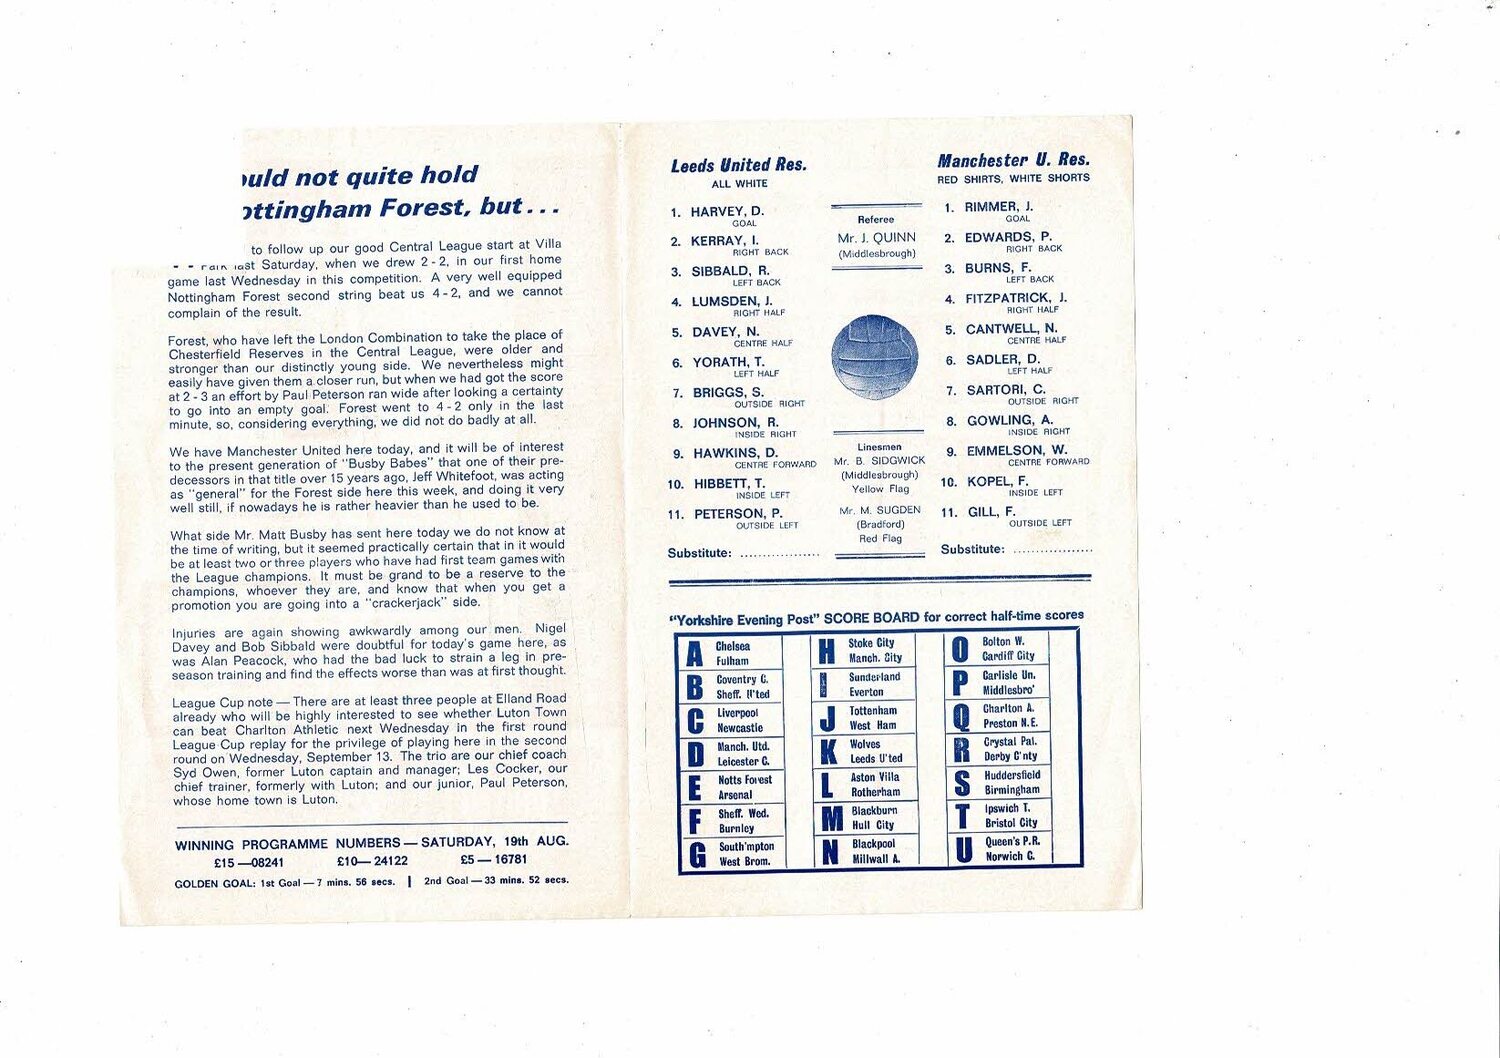 ould not quite hold
ottingham Forest, but...
to follow up our good Central League start at Villa
Park last Saturday, when we drew 2-2, in our first home
game last Wednesday in this competition. A very well equipped
Nottingham Forest second string beat us 4-2, and we cannot
complain of the result.
Forest, who have left the London Combination to take the place of
Chesterfield Reserves in the Central League, were older and
stronger than our distinctly young side. We nevertheless might
easily have given them a closer run, but when we had got the score
at 2-3 an effort by Paul Peterson ran wide after looking a certainty
to go into an empty goal. Forest went to 4-2 only in the last
minute, so, considering everything, we did not do badly at all.
We have Manchester United here today, and it will be of interest
to the present generation of "Busby Babes" that one of their pre-
decessors in that title over 15 years ago, Jeff Whitefoot, was acting
as "general" for the Forest side here this week, and doing it very
well still, if nowadays he is rather heavier than he used to be.
What side Mr. Matt Busby has sent here today we do not know at
the time of writing, but it seemed practically certain that in it would
be at least two or three players who have had first team games with
the League champions. It must be grand to be a reserve to the
champions, whoever they are, and know that when you get a
promotion you are going into a "crackerjack" side.
Injuries are again showing awkwardly among our men. Nigel
Davey and Bob Sibbald were doubtful for today's game here, as
was Alan Peacock, who had the bad luck to strain a leg in pre-
season training and find the effects worse than was at first thought.
League Cup note — There are at least three people at Elland Road
already who will be highly interested to see whether Luton Town
can beat Charlton Athletic next Wednesday in the first round
League Cup replay for the privilege of playing here in the second
round on Wednesday, September 13. The trio are our chief coach
Syd Owen, former Luton captain and manager; Les Cocker, our
chief trainer, formerly with Luton; and our junior, Paul Peterson,
whose home town is Luton.
WINNING PROGRAMME NUMBERS — SATURDAY, 19th AUG.
£15 —08241 £10— 24122 £5 — 16781
GOLDEN GOAL: 1st Goal — 7 mins. 56 secs. | 2nd Goal — 33 mins. 52 secs.
Leeds United Res.
ALL WHITE
1. HARVEY, D.
GOAL
2. KERRAY, I.
RIGHT BACK
3. SIBBALD, R.
LEFT BACK
4. LUMSDEN, J.
RIGHT HALF
5. DAVEY, N.
CENTRE HALF
6. YORATH, T.
LEFT HALF
7. BRIGGS, S.
OUTSIDE RIGHT
8. JOHNSON, R.
INSIDE RIGHT
9. HAWKINS, D.
CENTRE FORWARD
10. HIBBETT, T.
INSIDE LEFT
11. PETERSON, P.
OUTSIDE LEFT
Substitute: ..................
Referee
Mr. J. QUINN
(Middlesbrough)
Linesmen
Mr. B. SIDGWICK
(Middlesbrough)
Yellow Flag
Mr. M. SUGDEN
(Bradford)
Red Flag
Manchester U. Res.
RED SHIRTS, WHITE SHORTS
1. RIMMER, J.
GOAL
2. EDWARDS, P.
RIGHT BACK
3. BURNS, F.
LEFT BACK
4. FITZPATRICK, J.
RIGHT HALF
5. CANTWELL, N.
CENTRE HALF
6. SADLER, D.
LEFT HALF
7. SARTORI, C.
OUTSIDE RIGHT
8. GOWLING, A.
INSIDE RIGHT
9. EMMELSON, W.
CENTRE FORWARD
10. KOPEL, F.
INSIDE LEFT
11. GILL, F.
OUTSIDE LEFT
Substitute: ..................
"Yorkshire Evening Post" SCORE BOARD for correct half-time scores
A Chelsea
Fulham
B Coventry C.
Sheff. U'ted
C Liverpool
Newcastle
D Manch. Utd.
Leicester C.
E Notts Forest
Arsenal
F Sheff. Wed.
Burnley
G South'mpton
West Brom.
H Stoke City
Manch. City
I Sunderland
Everton
J Tottenham
West Ham
K Wolves
Leeds U'ted
L Aston Villa
Rotherham
M Blackburn
Hull City
N Blackpool
Millwall A.
O Bolton W.
Cardiff City
P Carlisle Un.
Middlesbro'
Q Charlton A.
Preston N.E.
R Crystal Pal.
Derby C'nty
S Huddersfield
Birmingham
T Ipswich T.
Bristol City
U Queen's P.R.
Norwich C.